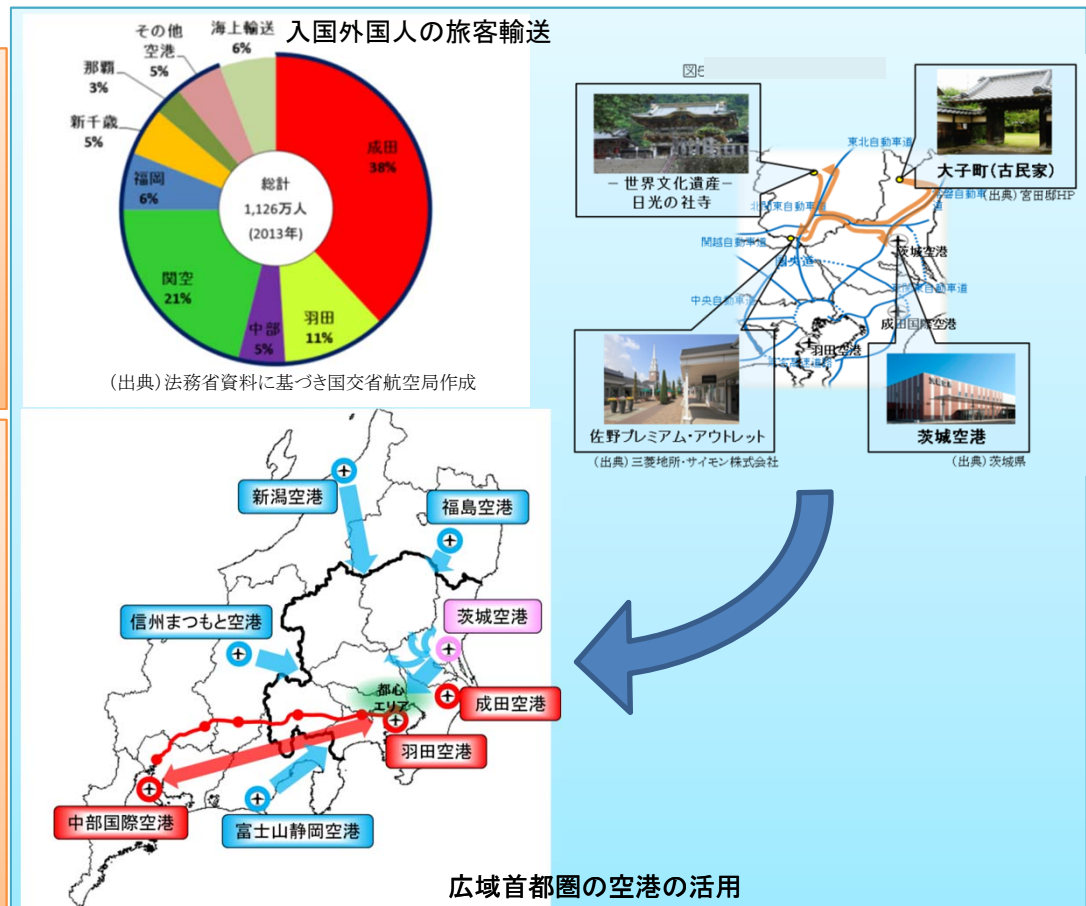 入国外国人の旅客輸送
成田
38%
羽田
11%
中部
5%
関空
21%
福岡
6%
新千歳
5%
那覇
3%
その他
空港
5%
海上輸送
6%
総計
1,126万人
(2013年)
(出典)法務省資料に基づき国交省航空局作成
－世界文化遺産－
日光の社寺
大子町(古民家)
(出典)宮田邸HP
東北自動車道
北関東自動車道
関越自動車道
圏央道
中央自動車道
茨城空港
成田国際空港
羽田空港
佐野プレミアム・アウトレット
(出典)三菱地所・サイモン株式会社
茨城空港
(出典)茨城県
新潟空港
福島空港
信州まつもと空港
茨城空港
都心
エリア
成田空港
羽田空港
中部国際空港
富士山静岡空港
広域首都圏の空港の活用